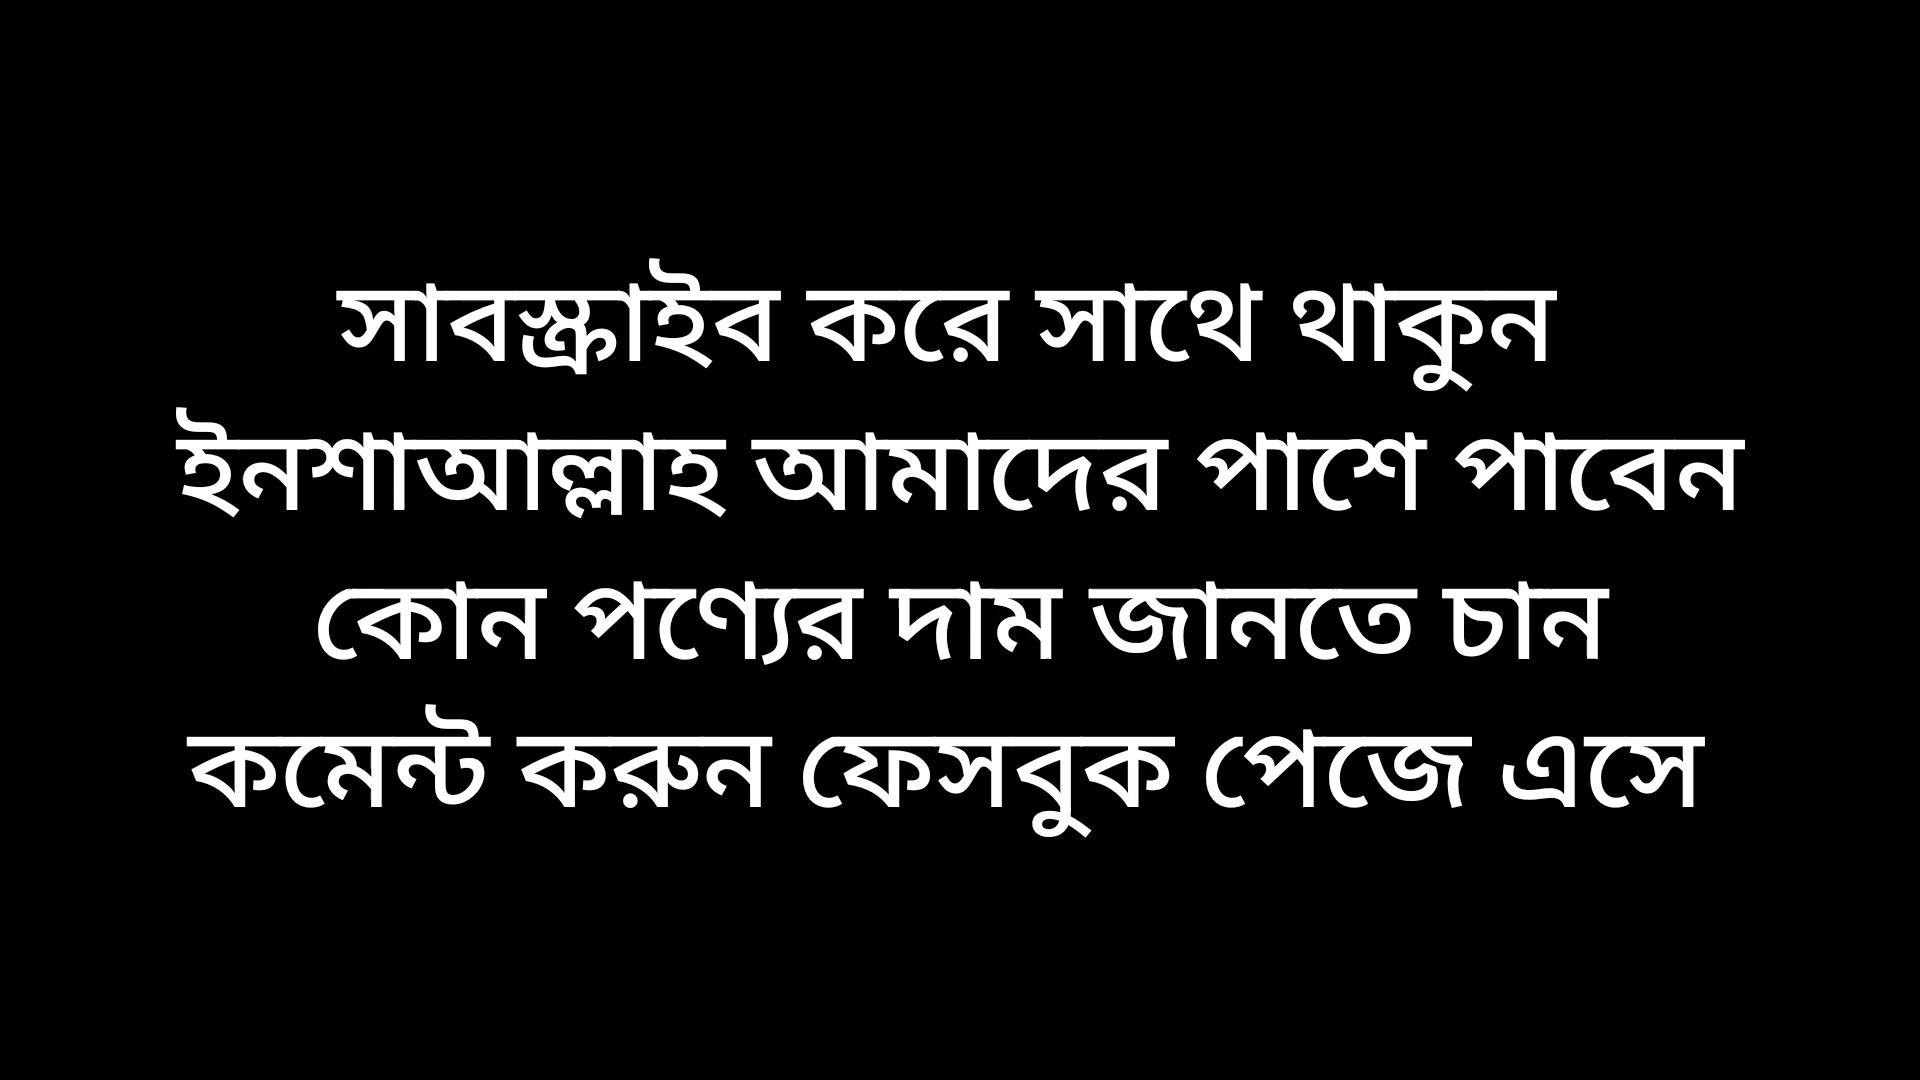 সাবস্ক্রাইব করে সাথে থাকুন
ইনশাআল্লাহ আমাদের পাশে পাবেন
কোন পণ্যের দাম জানতে চান
কমেন্ট করুন ফেসবুক পেজে এসে